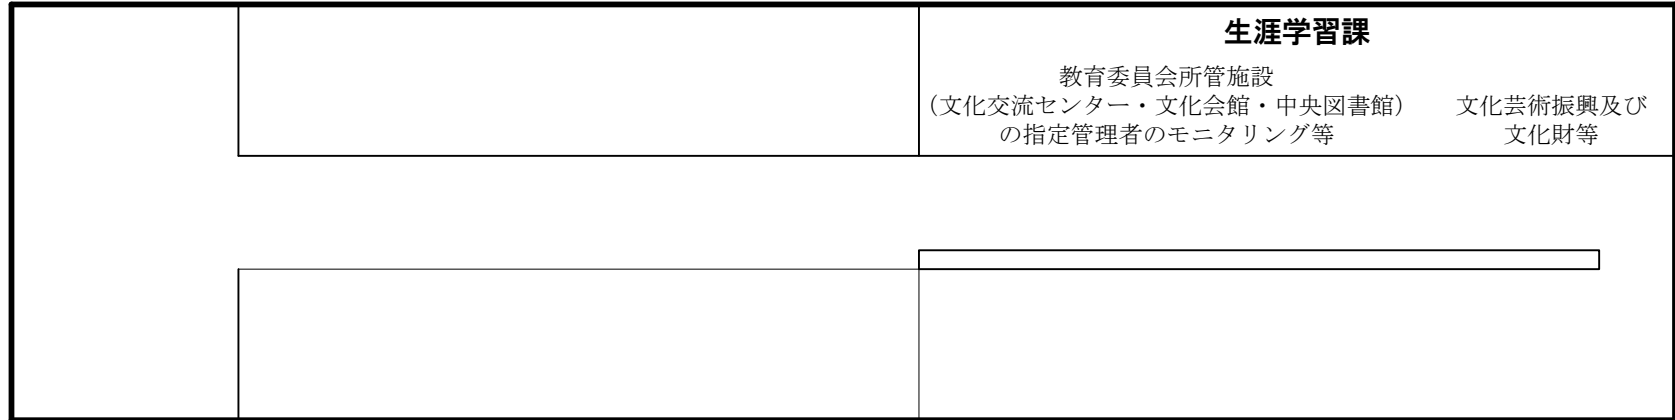 生涯学習課
教育委員会所管施設
（文化交流センター・文化会館・中央図書館）
の指定管理者のモニタリング等
文化芸術振興及び
文化財等